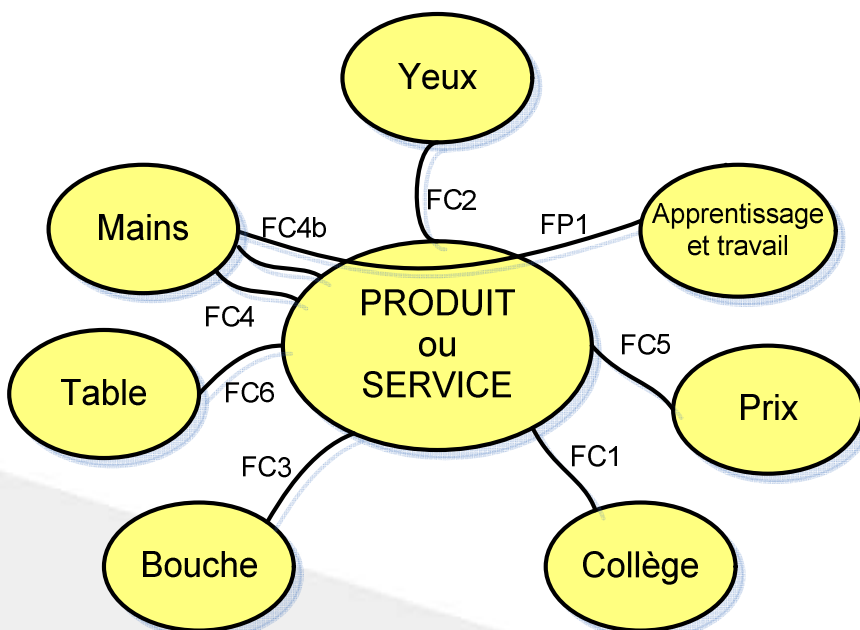 Yeux
Mains
FC4b
FC2
FP1
Apprentissage
et travail
FC4
PRODUIT
ou
SERVICE
FC5
Table
FC6
Prix
FC3
FC1
Bouche
Collège